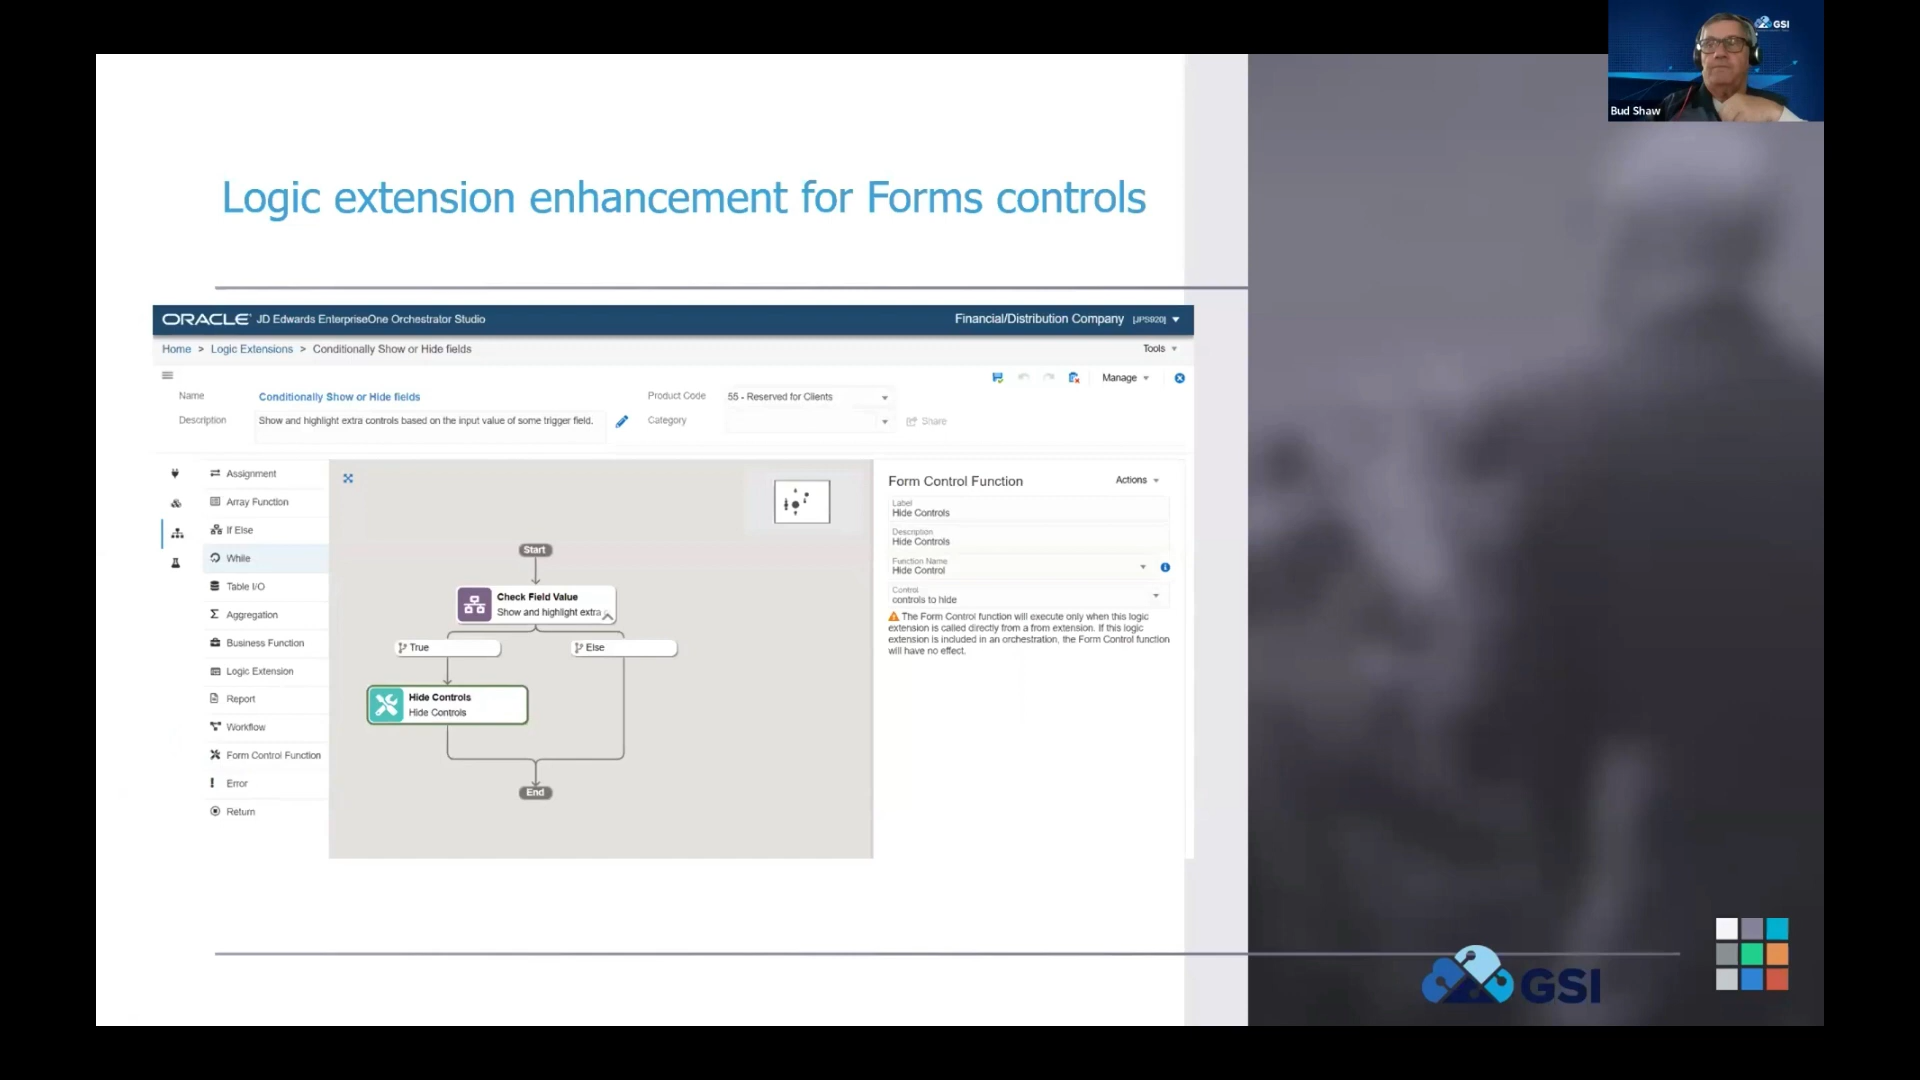 GSI
Bud Shaw
Logic extension enhancement for Forms controls
ORACLE JD Edwards EnterpriseOne Orchestrator Studio
Financial/Distribution Company [JPS920]
Home > Logic Extensions > Conditionally Show or Hide fields
Tools
Manage
Name
Conditionally Show or Hide fields
Product Code
55 - Reserved for Clients
Description
Show and highlight extra controls based on the input value of some trigger field.
Category
Share
Assignment
Array Function
If Else
While
Table I/O
Aggregation
Business Function
Logic Extension
Report
Workflow
Form Control Function
Error
Return
Start
Check Field Value
Show and highlight extra
True
Else
Hide Controls
Hide Controls
End
Form Control Function
Actions
Label
Hide Controls
Description
Hide Controls
Function Name
Hide Control
Control
controls to hide
The Form Control function will execute only when this logic
extension is called directly from a from extension. If this logic
extension is included in an orchestration, the Form Control function
will have no effect.
GSI